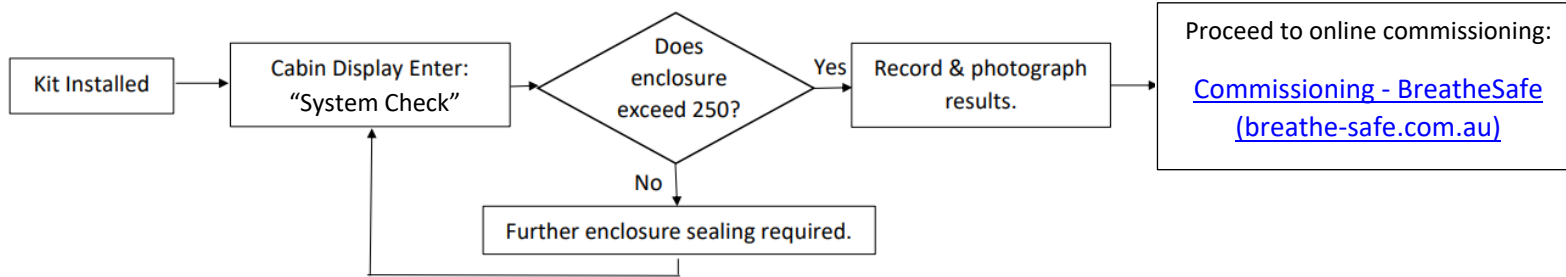 Kit Installed
Cabin Display Enter:
“System Check”
Does
enclosure
exceed 250?
Yes
Record & photograph
results.
Proceed to online commissioning:
Commissioning - BreatheSafe
(breathe-safe.com.au)
No
Further enclosure sealing required.